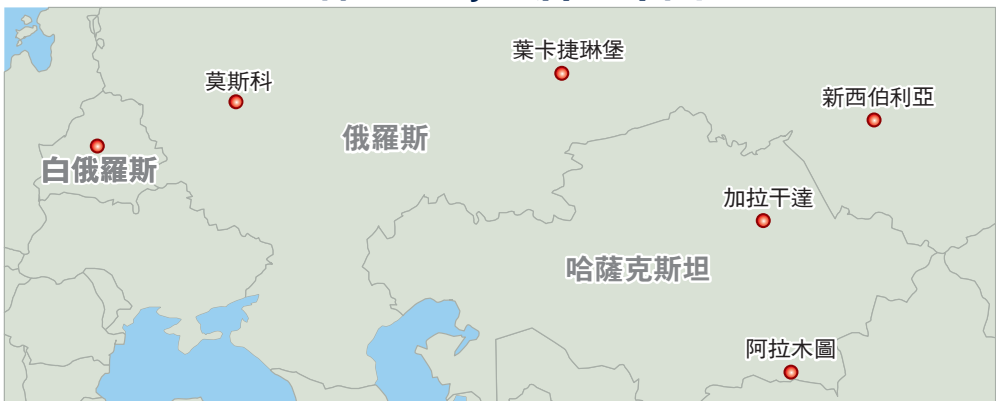 葉卡捷琳堡
莫斯科
新西伯利亞
俄羅斯
白俄羅斯
加拉干達
哈薩克斯坦
阿拉木圖